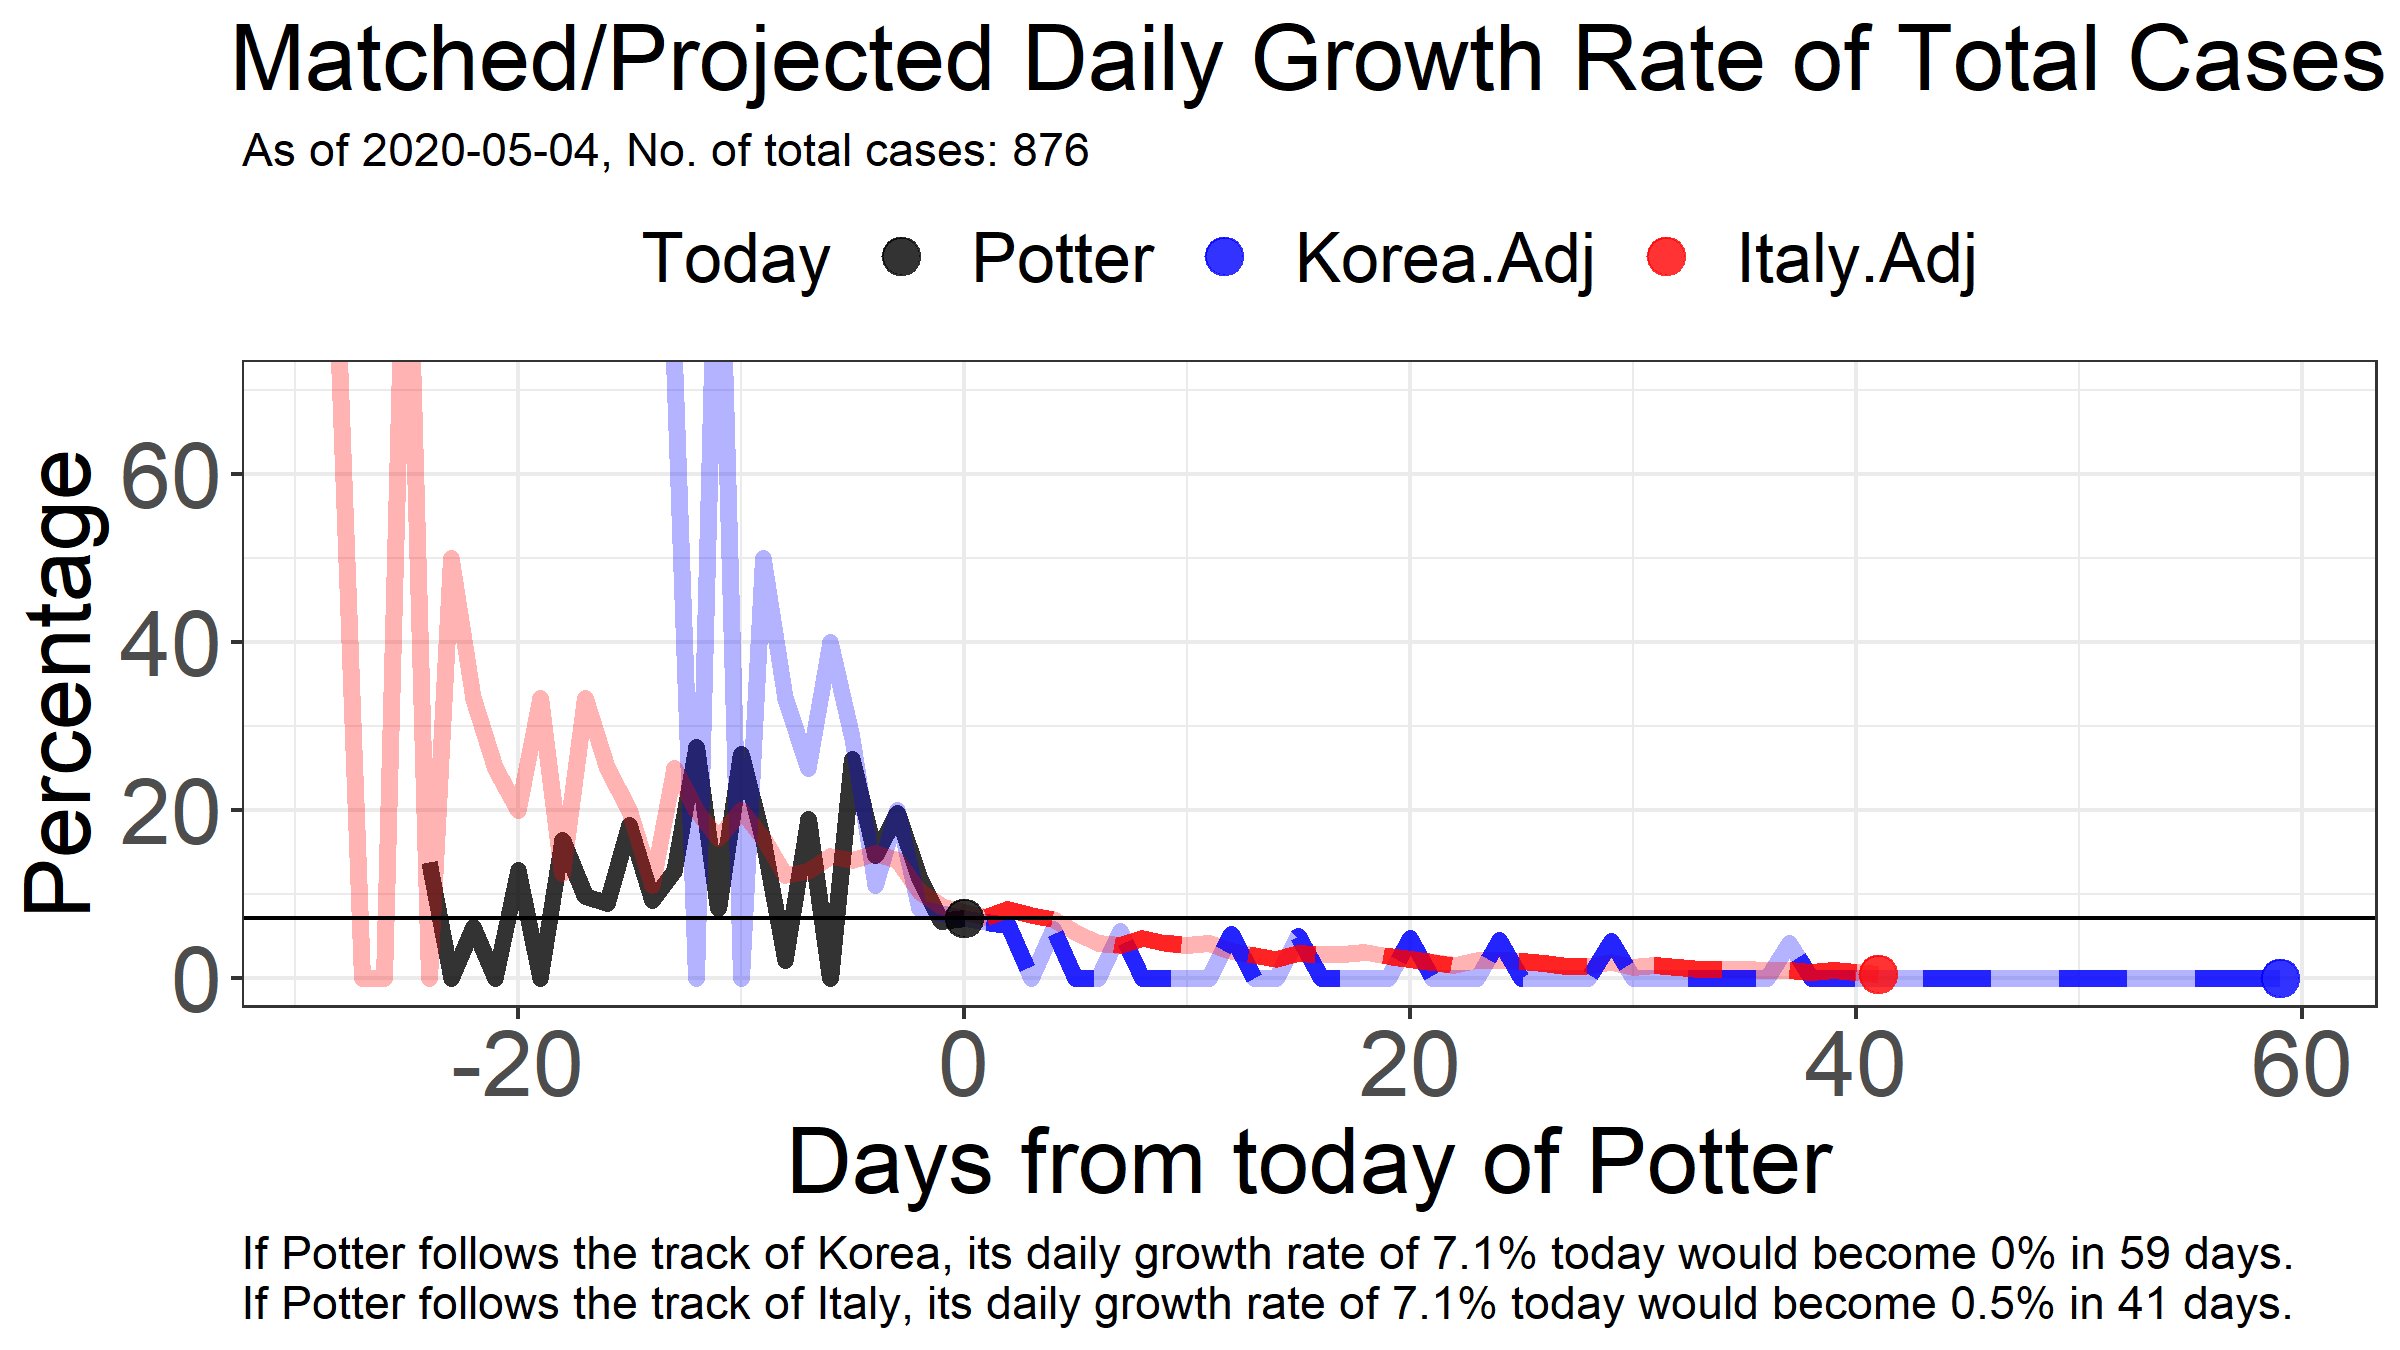 Matched/Projected Daily Growth Rate of Total Cases
As of 2020-05-04, No. of total cases: 876
Today Potter Korea.Adj Italy.Adj
Percentage
60
40
20
0
-20 0 20 40 60
Days from today of Potter
If Potter follows the track of Korea, its daily growth rate of 7.1% today would become 0% in 59 days.
If Potter follows the track of Italy, its daily growth rate of 7.1% today would become 0.5% in 41 days.